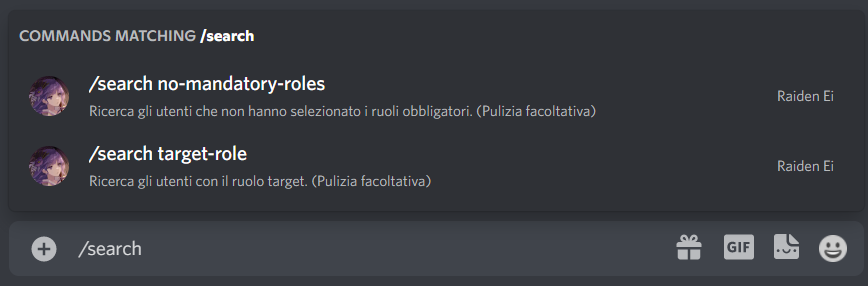 COMMANDS MATCHING /search
/search no-mandatory-roles
Ricerca gli utenti che non hanno selezionato i ruoli obbligatori. (Pulizia facoltativa)
Raiden Ei
/search target-role
Ricerca gli utenti con il ruolo target. (Pulizia facoltativa)
Raiden Ei
/search
GIF